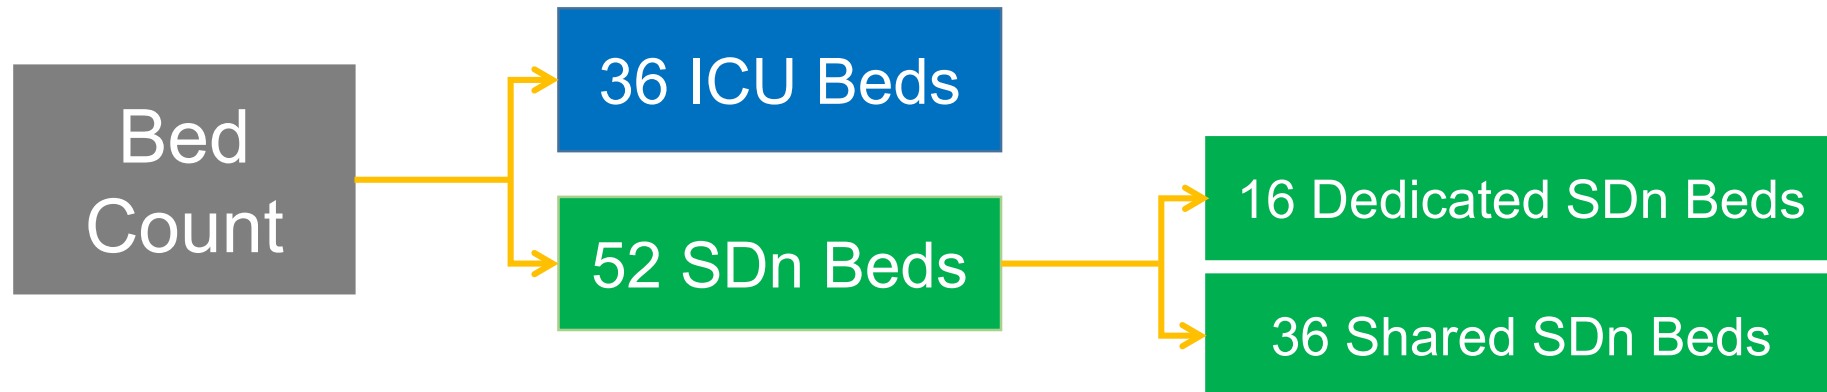 Bed
Count
36 ICU Beds
52 SDn Beds
16 Dedicated SDn Beds
36 Shared SDn Beds